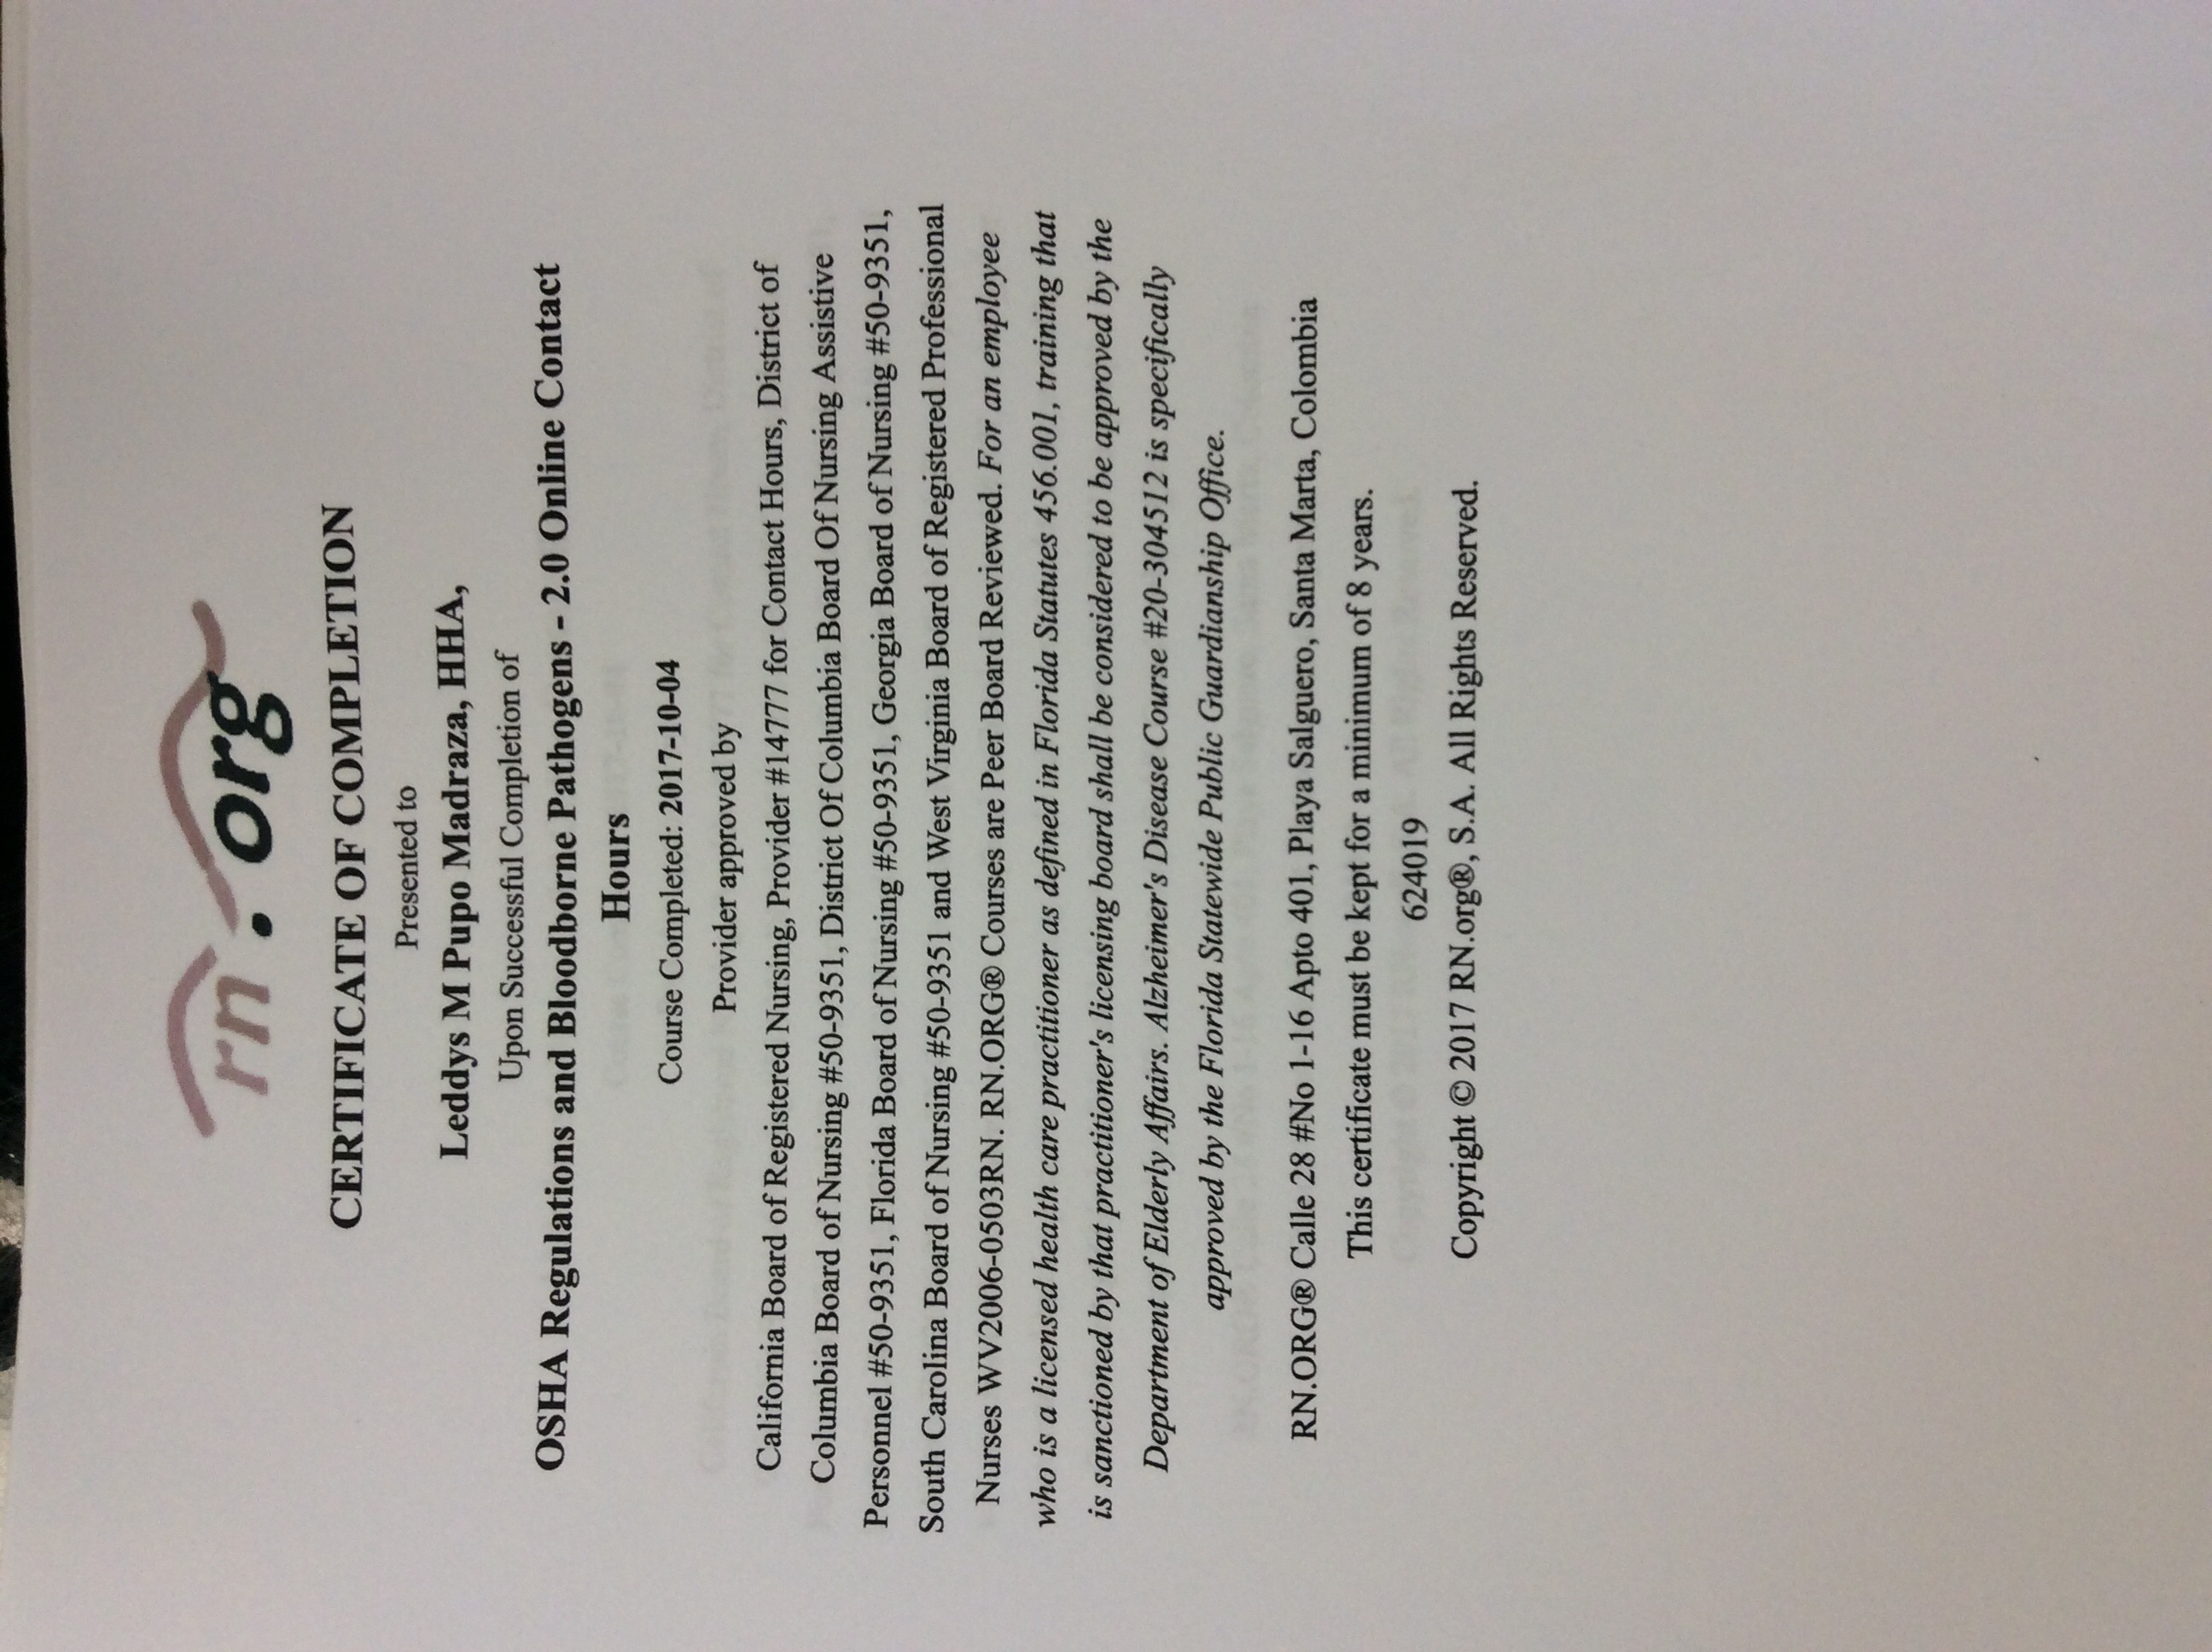 rn.org
CERTIFICATE OF COMPLETION
Presented to
Leddys M Pupo Madraza, HHA,
Upon Successful Completion of
OSHA Regulations and Bloodborne Pathogens - 2.0 Online Contact
Hours
Course Completed: 2017-10-04
Provider approved by
California Board of Registered Nursing, Provider #14777 for Contact Hours, District of
Columbia Board of Nursing #50-9351, District Of Columbia Board Of Nursing Assistive
Personnel #50-9351, Florida Board of Nursing #50-9351, Georgia Board of Nursing #50-9351,
South Carolina Board of Nursing #50-9351 and West Virginia Board of Registered Professional
Nurses WV2006-0503RN. RN.ORG® Courses are Peer Board Reviewed. For an employee
who is a licensed health care practitioner as defined in Florida Statutes 456.001, training that
is sanctioned by that practitioner's licensing board shall be considered to be approved by the
Department of Elderly Affairs. Alzheimer's Disease Course #20-304512 is specifically
approved by the Florida Statewide Public Guardianship Office.
RN.ORG® Calle 28 #No 1-16 Apto 401, Playa Salguero, Santa Marta, Colombia
This certificate must be kept for a minimum of 8 years.
624019
Copyright © 2017 RN.org®, S.A. All Rights Reserved.